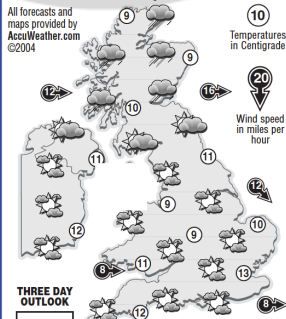 All forecasts and
maps provided by
AccuWeather.com
©2004
10
Temperatures
in Centigrade
20
Wind speed
in miles per
hour
9
9
12
16
10
11
11
12
9
10
12
9
11
8
13
12
8
THREE DAY
OUTLOOK